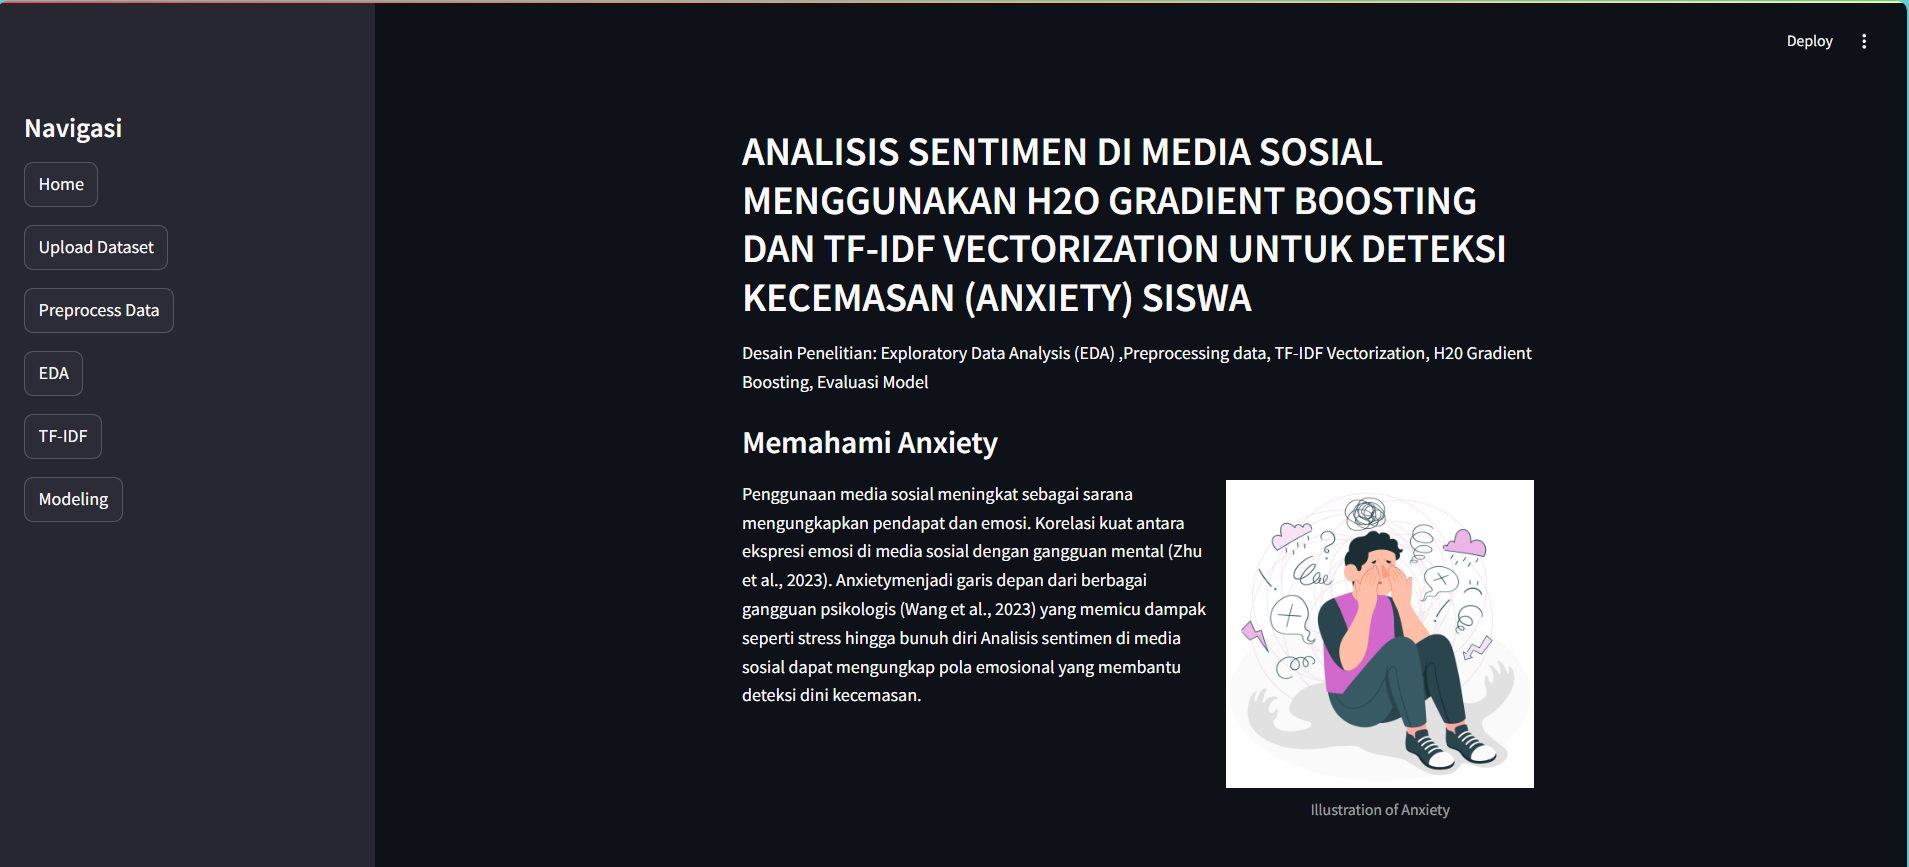 Deploy
Navigasi
Home
Upload Dataset
Preprocess Data
EDA
TF-IDF
Modeling
ANALISIS SENTIMEN DI MEDIA SOSIAL
MENGGUNAKAN H2O GRADIENT BOOSTING
DAN TF-IDF VECTORIZATION UNTUK DETEKSI
KECEMASAN (ANXIETY) SISWA
Desain Penelitian: Exploratory Data Analysis (EDA) ,Preprocessing data, TF-IDF Vectorization, H20 Gradient
Boosting, Evaluasi Model
Memahami Anxiety
Penggunaan media sosial meningkat sebagai sarana
mengungkapkan pendapat dan emosi. Korelasi kuat antara
ekspresi emosi di media sosial dengan gangguan mental (Zhu
et al., 2023). Anxietymenjadi garis depan dari berbagai
gangguan psikologis (Wang et al., 2023) yang memicu dampak
seperti stress hingga bunuh diri Analisis sentimen di media
sosial dapat mengungkap pola emosional yang membantu
deteksi dini kecemasan.
Illustration of Anxiety